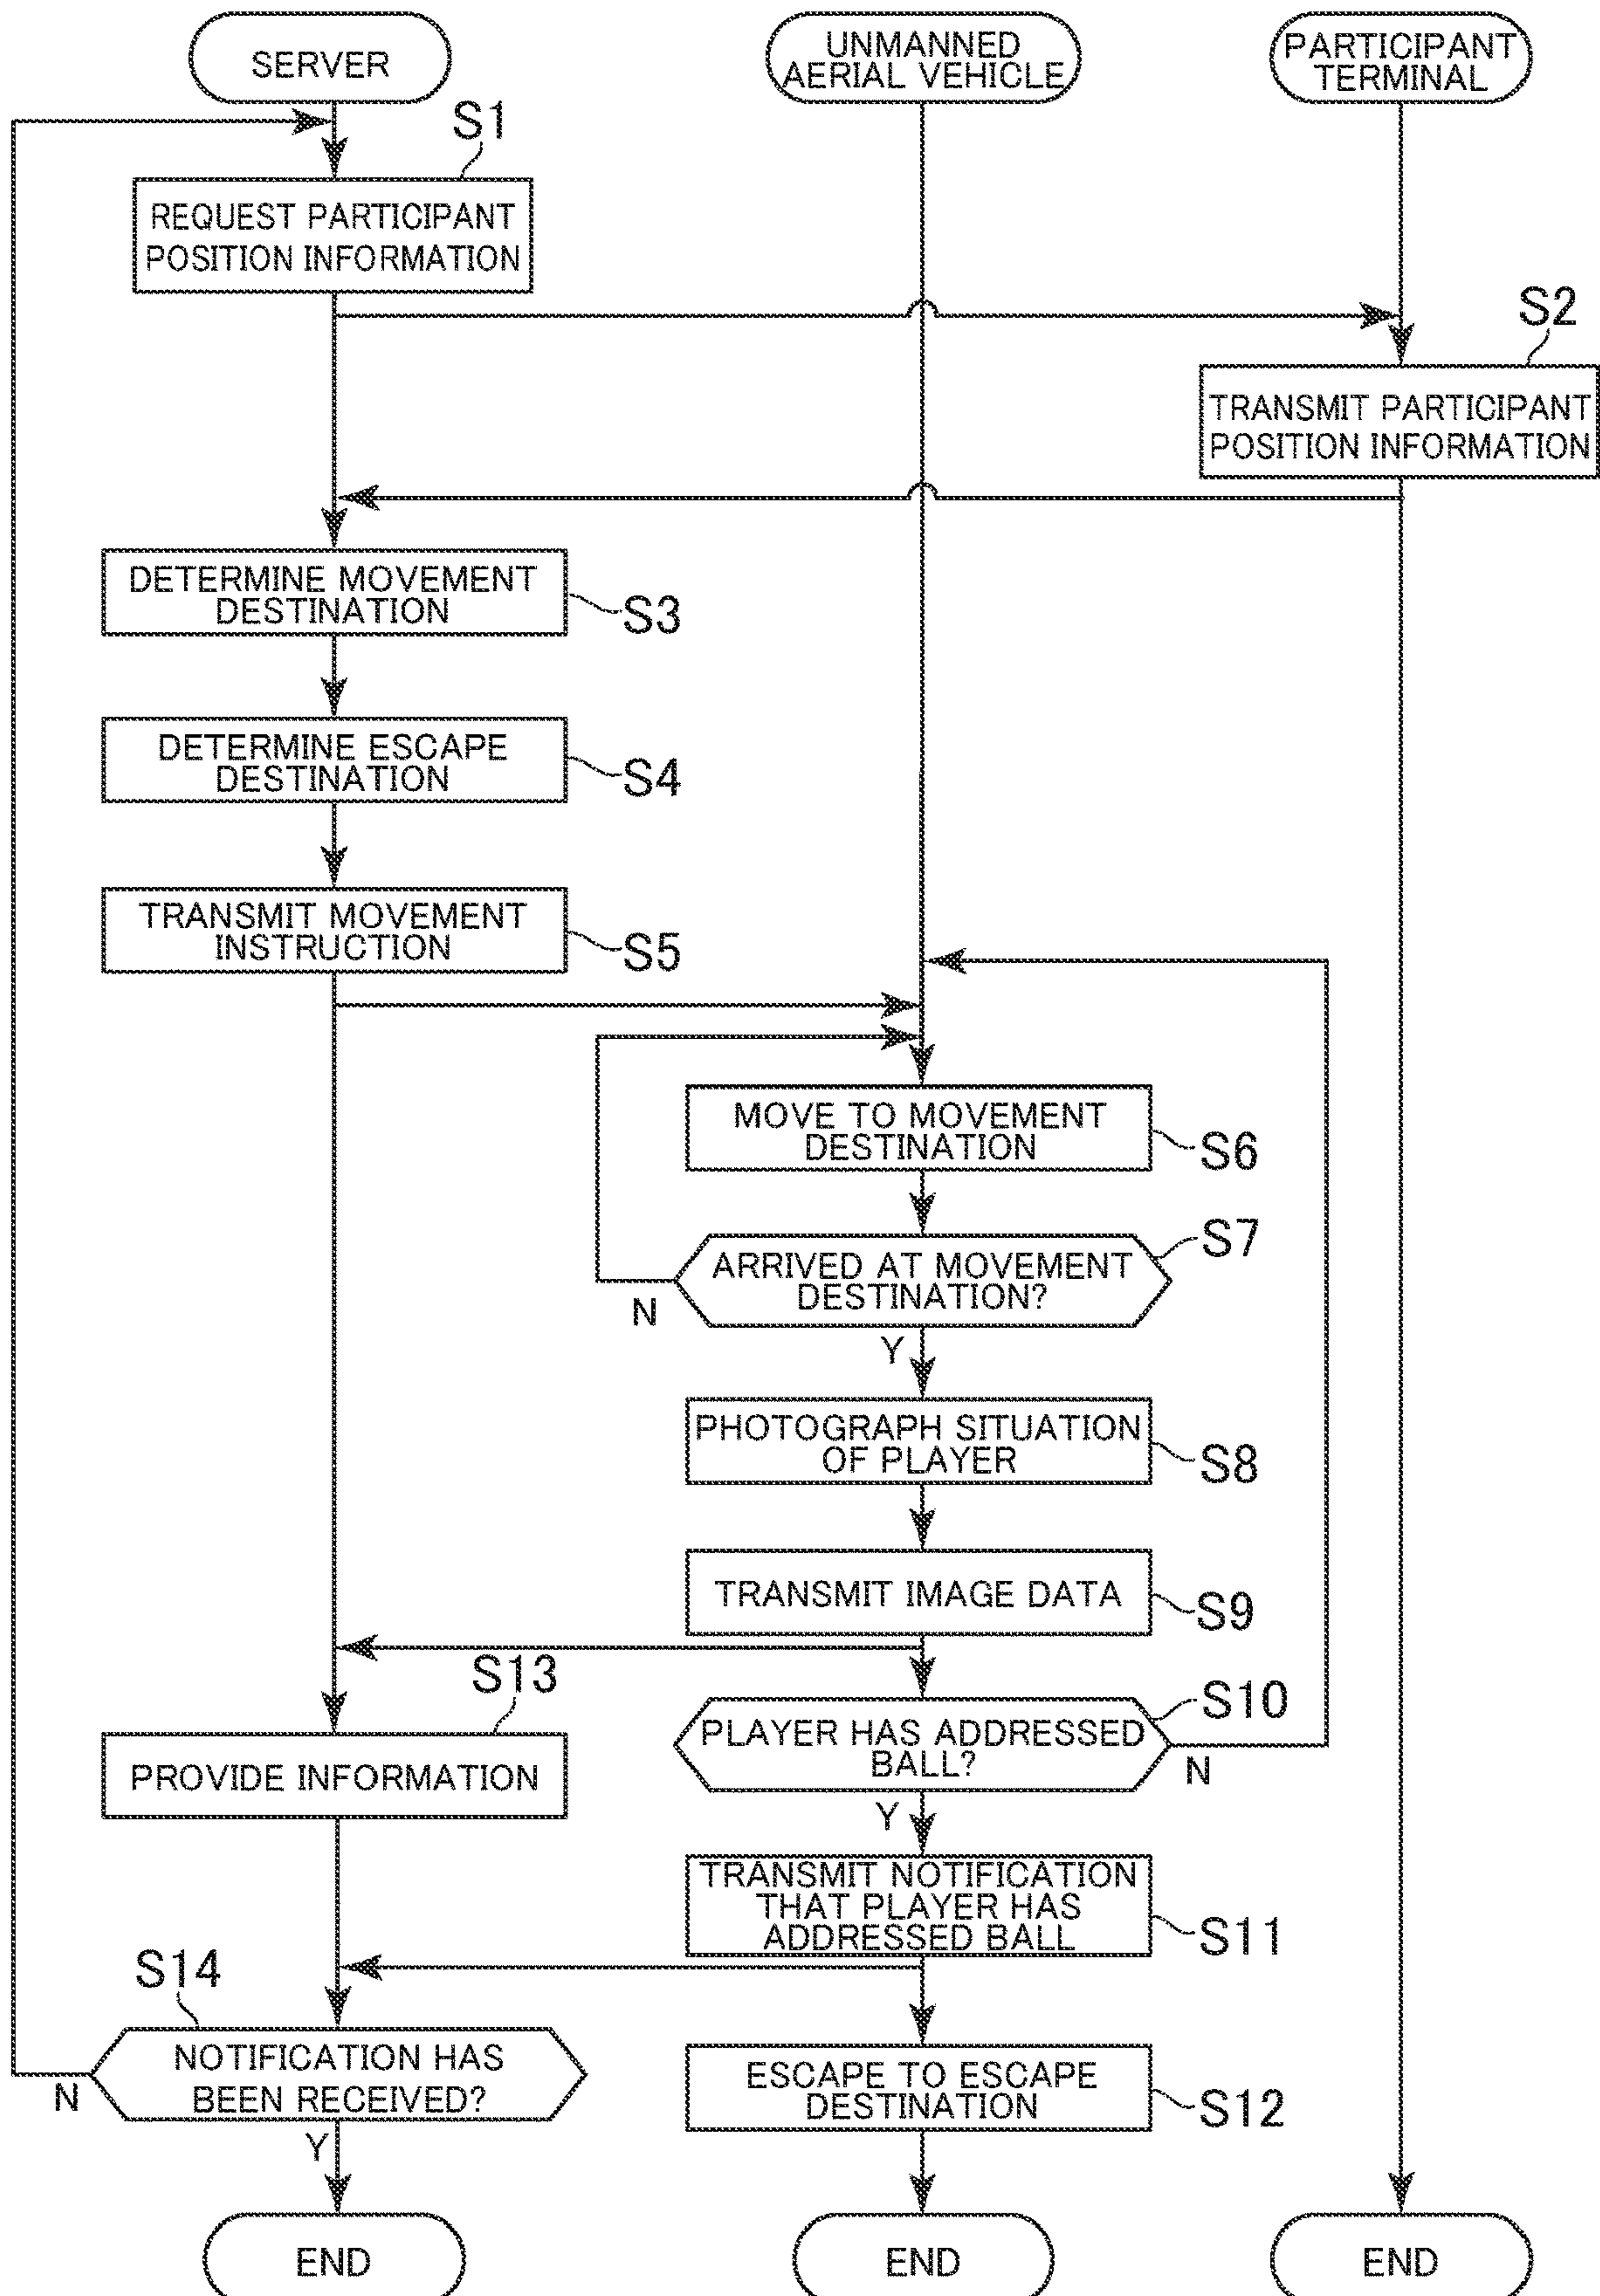 SERVER
UNMANNED
AERIAL VEHICLE
PARTICIPANT
TERMINAL
S1
REQUEST PARTICIPANT
POSITION INFORMATION
S2
TRANSMIT PARTICIPANT
POSITION INFORMATION
DETERMINE MOVEMENT
DESTINATION
S3
DETERMINE ESCAPE
DESTINATION
S4
TRANSMIT MOVEMENT
INSTRUCTION
S5
MOVE TO MOVEMENT
DESTINATION
S6
S7
ARRIVED AT MOVEMENT
DESTINATION?
N
Y
PHOTOGRAPH SITUATION
OF PLAYER
S8
TRANSMIT IMAGE DATA
S9
S13
S10
PLAYER HAS ADDRESSED
BALL?
N
PROVIDE INFORMATION
Y
TRANSMIT NOTIFICATION
THAT PLAYER HAS
ADDRESSED BALL
S11
S14
NOTIFICATION HAS
BEEN RECEIVED?
N
Y
ESCAPE TO ESCAPE
DESTINATION
S12
END
END
END